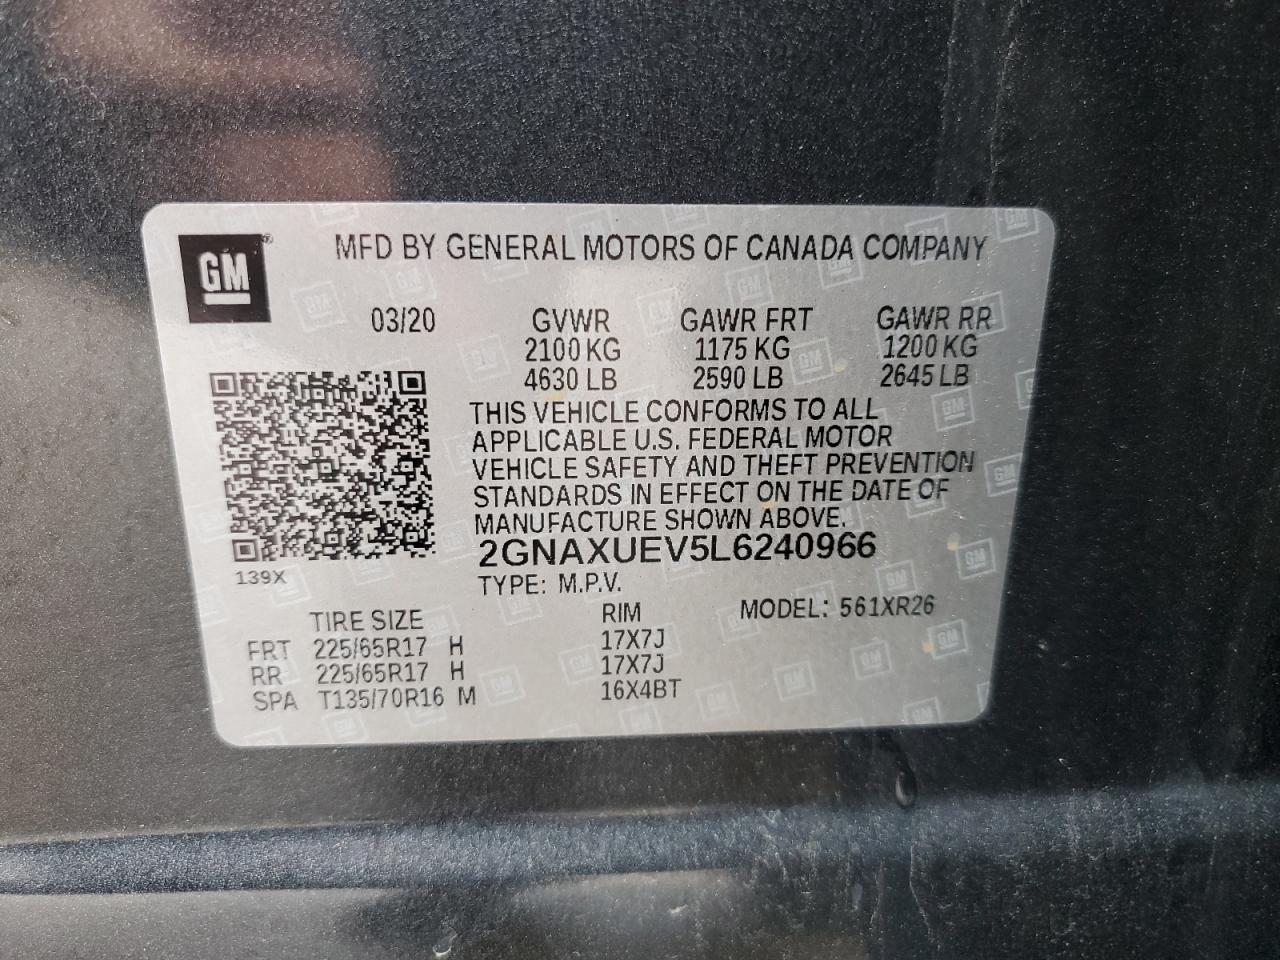 GM
MFD BY GENERAL MOTORS OF CANADA COMPANY
03/20 GVWR GAWR FRT GAWR RR
2100 KG 1175 KG 1200 KG
4630 LB 2590 LB 2645 LB
THIS VEHICLE CONFORMS TO ALL
APPLICABLE U.S. FEDERAL MOTOR
VEHICLE SAFETY AND THEFT PREVENTION
STANDARDS IN EFFECT ON THE DATE OF
MANUFACTURE SHOWN ABOVE.
2GNAXUEV5L6240966
139X
TYPE: M.P.V.
TIRE SIZE RIM MODEL: 561XR26
FRT 225/65R17 H 17X7J
RR 225/65R17 H 17X7J
SPA T135/70R16 M 16X4BT